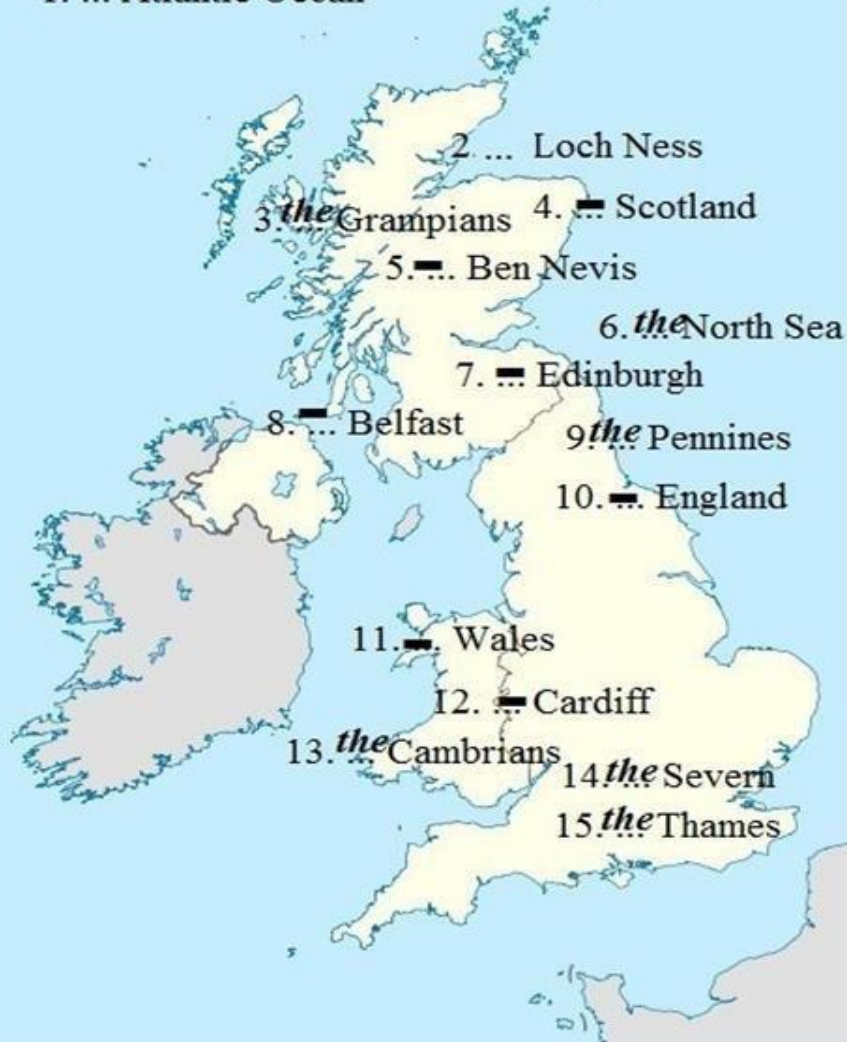 1. ... Atlantic Ocean
2 ... Loch Ness
3. the Grampians
4. – ... Scotland
5. – ... Ben Nevis
6. the North Sea
7. – ... Edinburgh
8. – ... Belfast
9. the Pennines
10. – ... England
11. – ... Wales
12. – ... Cardiff
13. the Cambrians
14. the Severn
15. the Thames